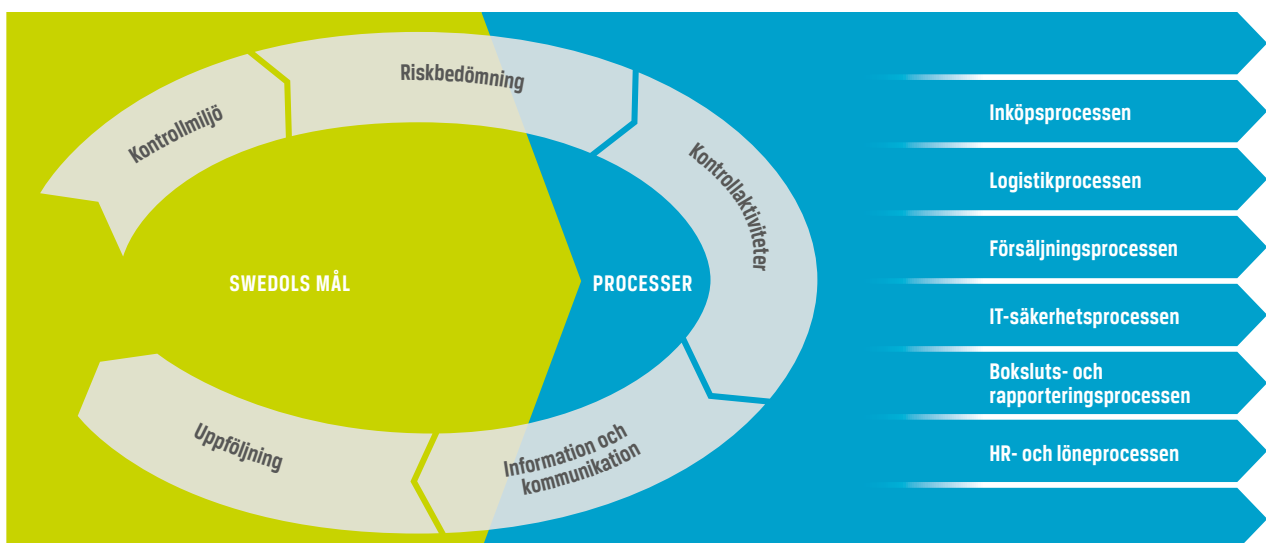 Kontrollmiljö
Riskbedömning
Kontrollaktiviteter
Information och
kommunikation
Uppföljning
SWEDOLS MÅL
PROCESSER
Inköpsprocessen
Logistikprocessen
Försäljningsprocessen
IT-säkerhetsprocessen
Boksluts- och
rapporteringsprocessen
HR- och löneprocessen